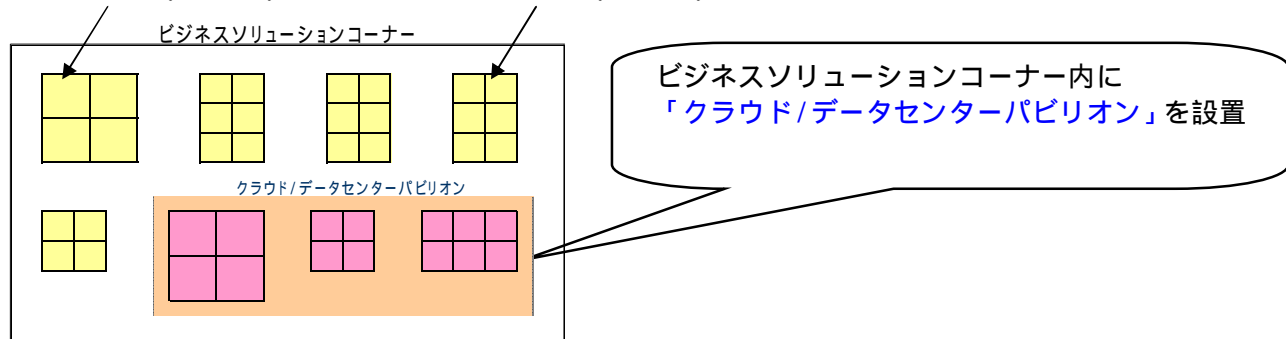 ビジネスソリューションコーナー
ビジネスソリューションコーナー内に
「クラウド/データセンターパビリオン」を設置
クラウド/データセンターパビリオン